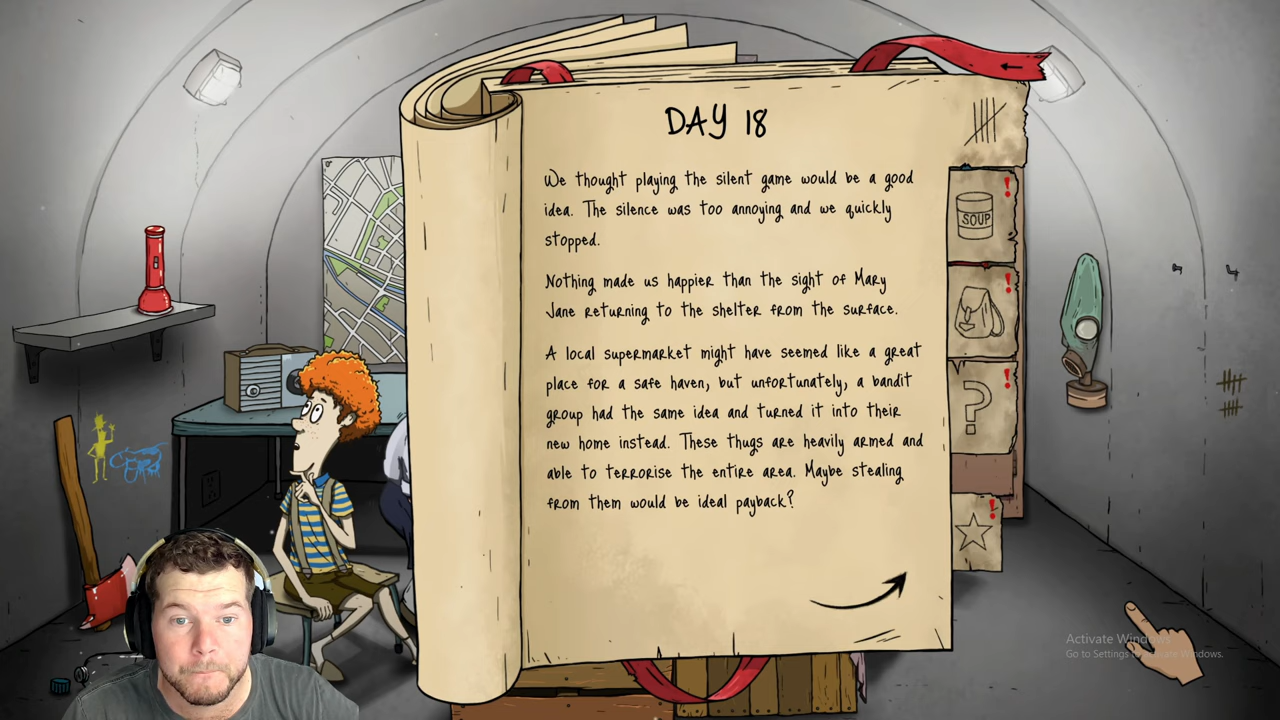 DAY 18
We thought playing the silent game would be a good
idea. The silence was too annoying and we quickly
stopped.
Nothing made us happier than the sight of Mary
Jane returning to the shelter from the surface.
A local supermarket might have seemed like a great
place for a safe haven, but unfortunately, a bandit
group had the same idea and turned it into their
new home instead. These thugs are heavily armed and
able to terrorise the entire area. Maybe stealing
from them would be ideal payback?
!
SOUP
!
!
?
!
Activate Windows
Go to Settings to activate Windows.